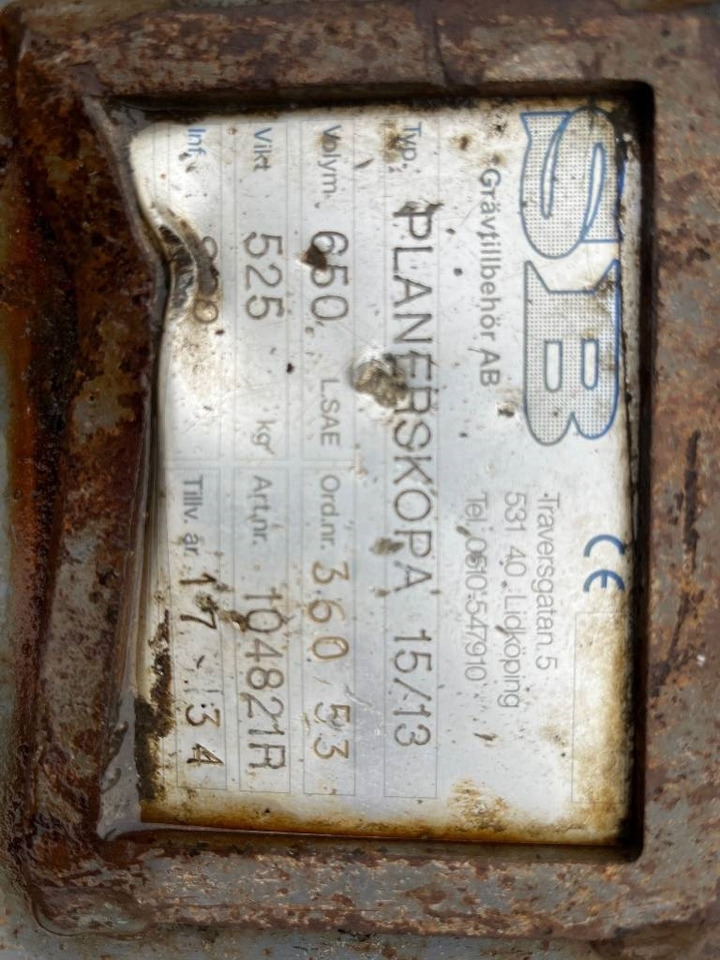 SJB
CE
Grävtillbehör AB
Traversgatan 5
531 40 Lidköping
Tel. 0510-547910
Typ: PLANERSKOPA 15/13
Volym. 650 L.SAE Ord.nr. 360 53
Vikt 525 kg Art.nr. 104821R
Inf. Tillv. år 17 34